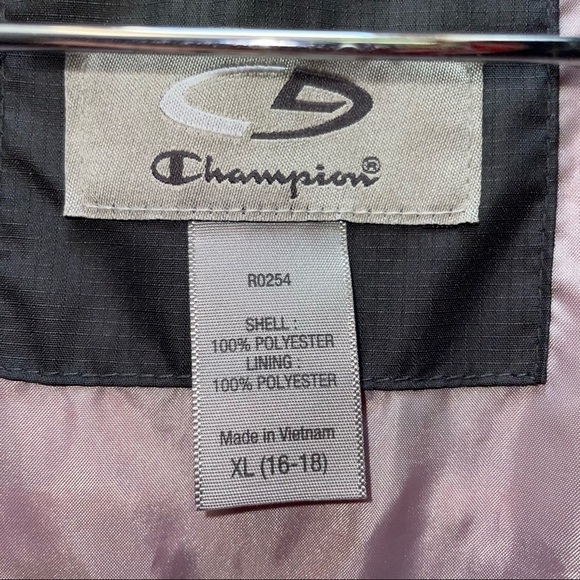 Champion®
R0254
SHELL :
100% POLYESTER
LINING :
100% POLYESTER
Made in Vietnam
XL (16-18)